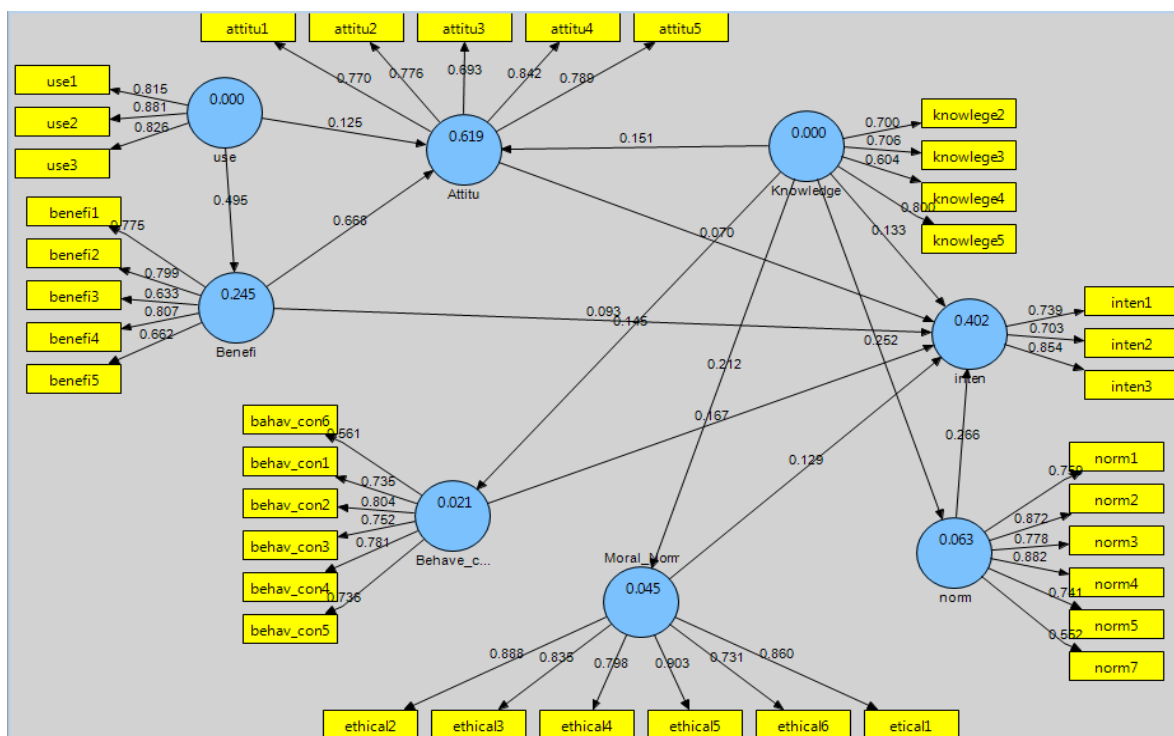 attitu1
attitu2
attitu3
attitu4
attitu5
0.770
0.776
0.693
0.842
0.789
use1
use2
use3
0.815
0.881
0.826
0.000
use
0.125
0.619
Attitu
0.151
0.000
Knowledge
0.700
0.706
0.604
0.800
knowlege2
knowlege3
knowlege4
knowlege5
0.495
0.668
0.070
0.133
benefi1
benefi2
benefi3
benefi4
benefi5
0.775
0.799
0.633
0.807
0.662
0.245
Benefi
0.093
0.145
0.212
0.252
0.402
inten
0.739
0.703
0.854
inten1
inten2
inten3
0.167
0.129
0.266
bahav_con6
behav_con1
behav_con2
behav_con3
behav_con4
behav_con5
0.561
0.735
0.804
0.752
0.781
0.735
0.021
Behave_c...
Moral_Norm
0.045
0.063
norm
0.759
0.872
0.778
0.882
0.741
0.552
norm1
norm2
norm3
norm4
norm5
norm7
0.888
0.835
0.798
0.903
0.731
0.860
ethical2
ethical3
ethical4
ethical5
ethical6
etical1